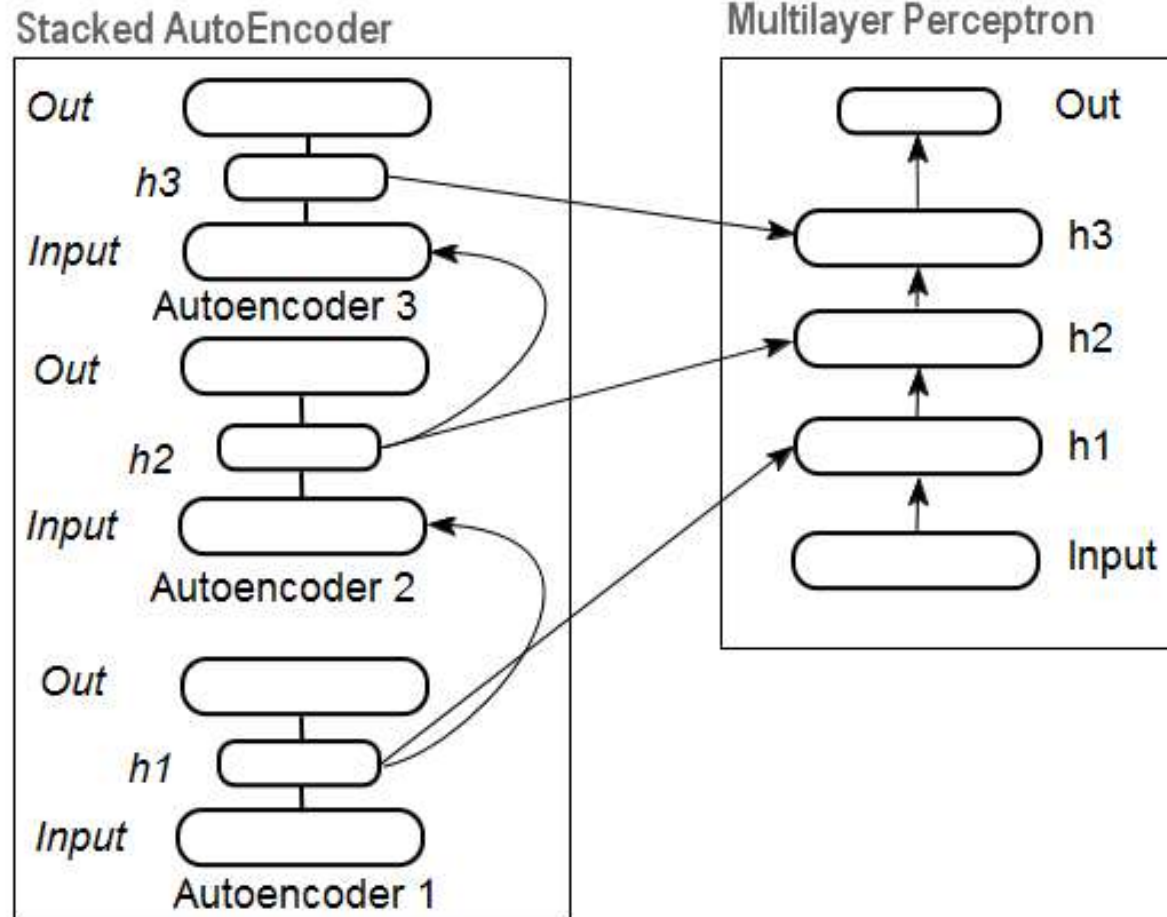 Stacked AutoEncoder
Out
h3
Input
Autoencoder 3
Out
h2
Input
Autoencoder 2
Out
h1
Input
Autoencoder 1
Multilayer Perceptron
Out
h3
h2
h1
Input